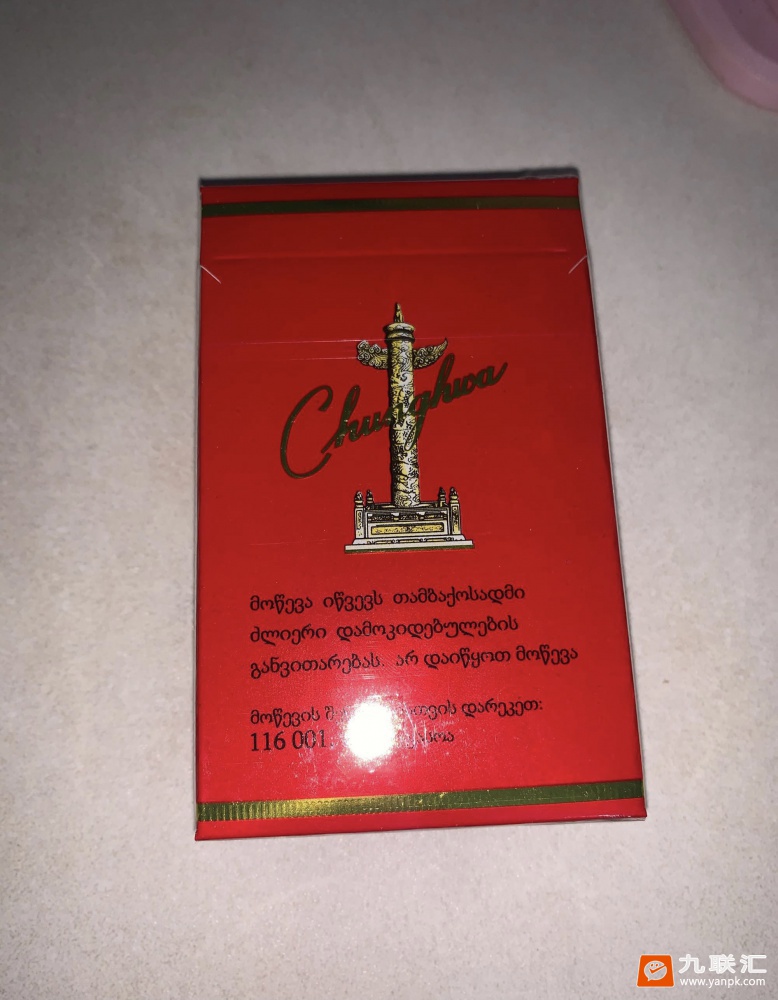 Chunghwa
მოწევა იწვევს თამბაქოსადმი
ძლიერი დამოკიდებულების
განვითარებას. არ დაიწყოთ მოწევა
მოწევის დარეკეთ:
116 001.
九联汇
www.yanpk.com